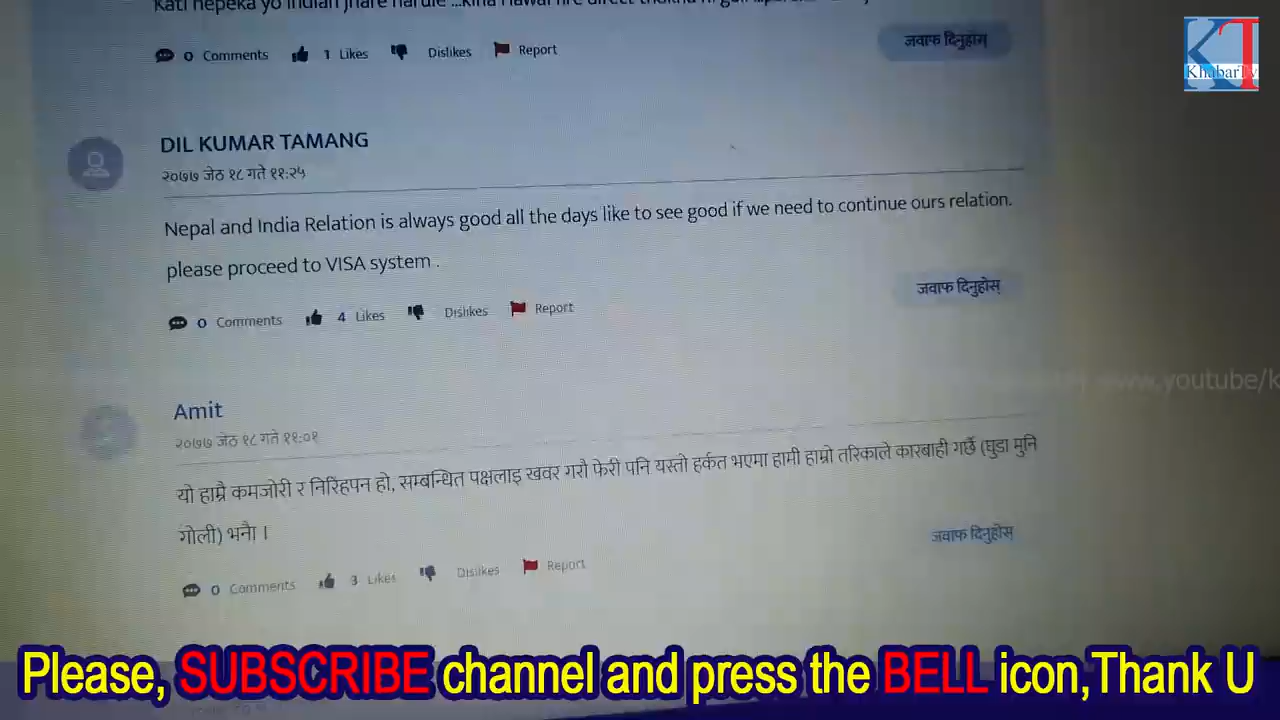 0 Comments 1 Likes Dislikes Report
जवाफ दिनुहोस्
KhabarTv
DIL KUMAR TAMANG
२०७७ जेठ १८ गते ११:२५
Nepal and India Relation is always good all the days like to see good if we need to continue ours relation.
please proceed to VISA system .
जवाफ दिनुहोस्
0 Comments 4 Likes Dislikes Report
www.youtube/k
Amit
२०७७ जेठ १८ गते ११:०१
यो हाम्रै कमजोरी र निरिहपन हो, सम्बन्धित पक्षलाइ खवर गरौ फेरी पनि यस्तो हर्कत भएमा हामी हाम्रो तरिकाले कारबाही गर्छै (घुडा मुनि
गोली) भनौ ।
जवाफ दिनुहोस्
0 Comments 3 Likes Dislikes Report
Please, SUBSCRIBE channel and press the BELL icon,Thank U